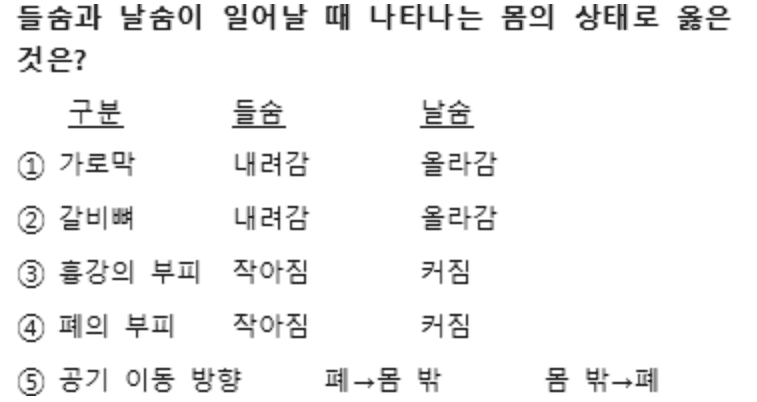 들숨과 날숨이 일어날 때 나타나는 몸의 상태로 옳은
것은?
구분 들숨 날숨
① 가로막 내려감 올라감
② 갈비뼈 내려감 올라감
③ 흉강의 부피 작아짐 커짐
④ 폐의 부피 작아짐 커짐
⑤ 공기 이동 방향 폐→몸 밖 몸 밖→폐